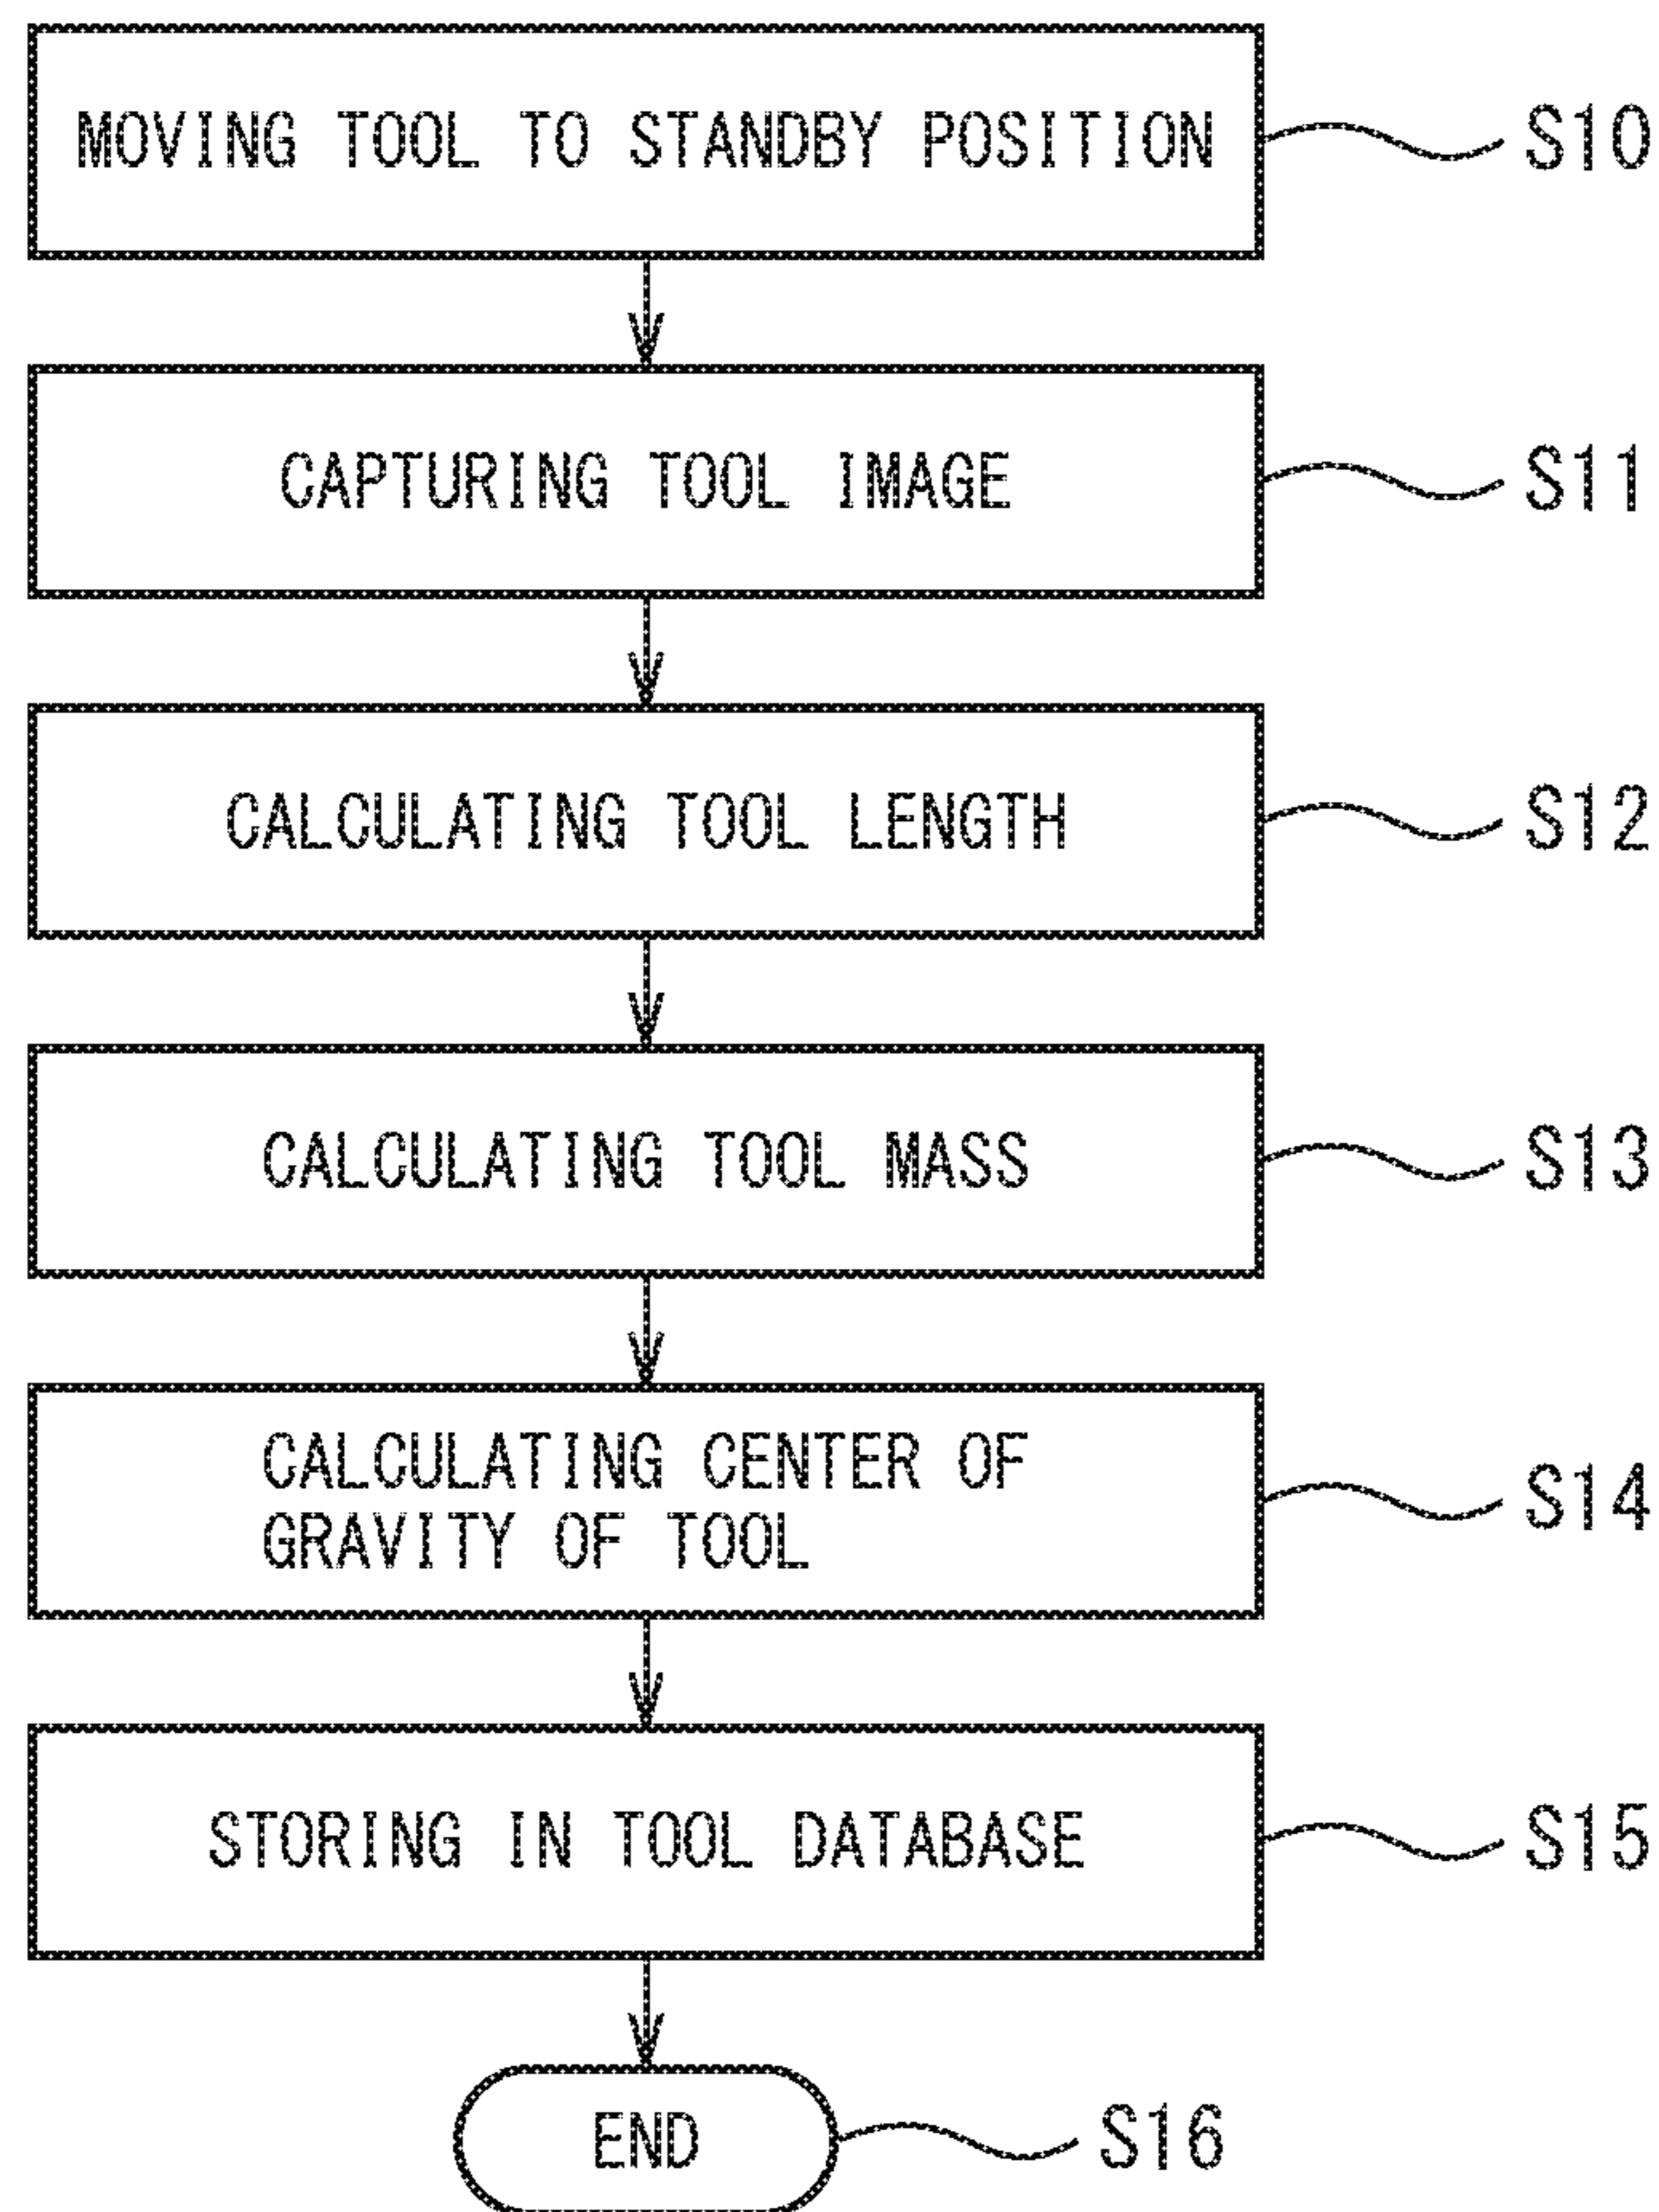 MOVING TOOL TO STANDBY POSITION
S10
CAPTURING TOOL IMAGE
S11
CALCULATING TOOL LENGTH
S12
CALCULATING TOOL MASS
S13
CALCULATING CENTER OF
GRAVITY OF TOOL
S14
STORING IN TOOL DATABASE
S15
END
S16